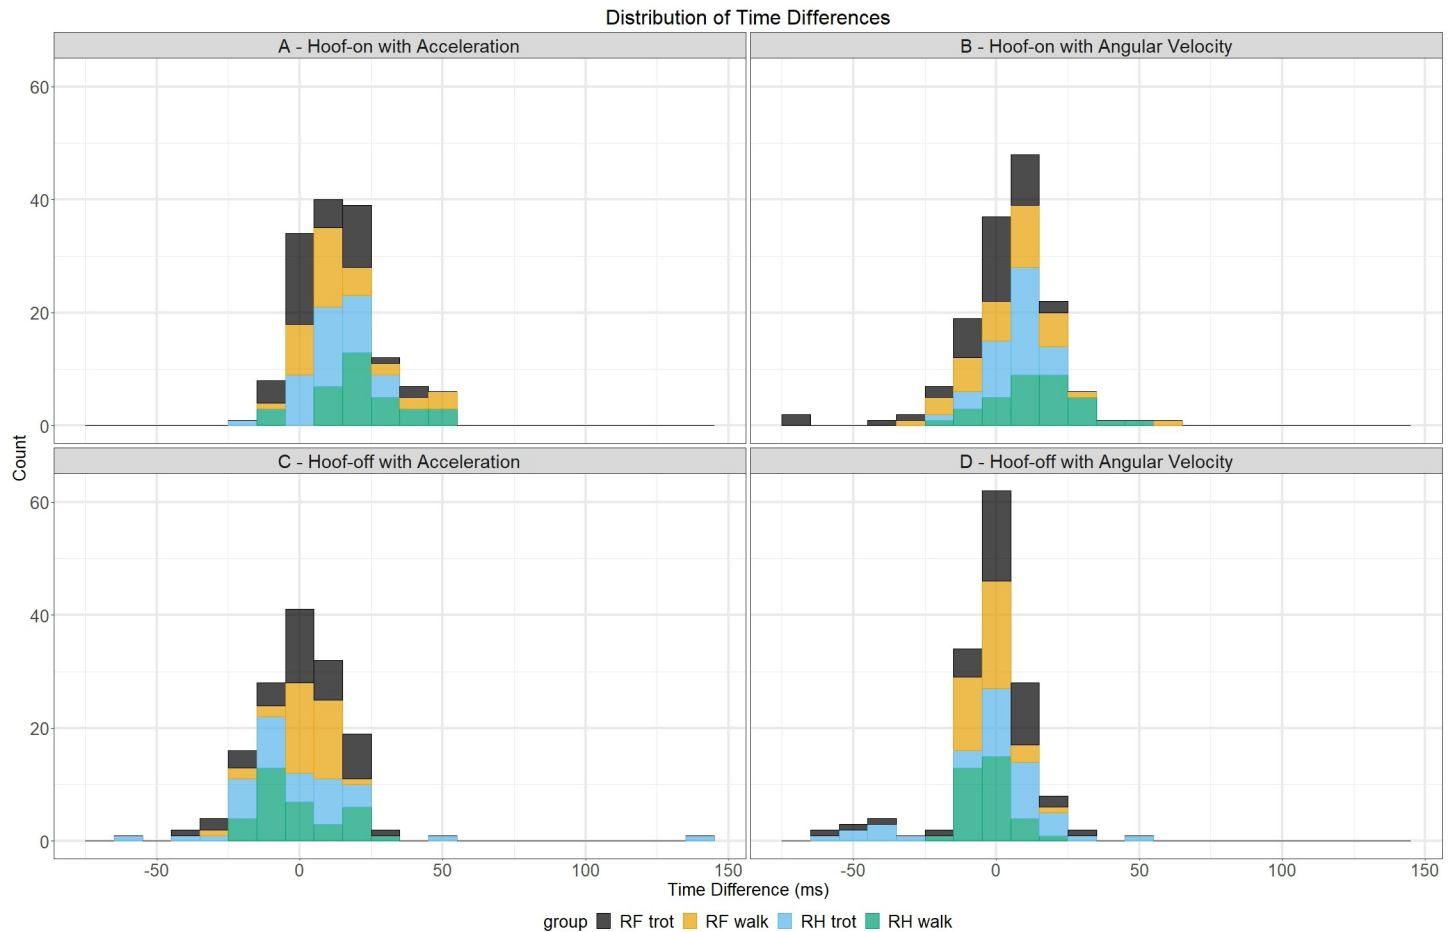 Distribution of Time Differences
A - Hoof-on with Acceleration
B - Hoof-on with Angular Velocity
60
40
20
0
Count
C - Hoof-off with Acceleration
D - Hoof-off with Angular Velocity
60
40
20
0
-50 0 50 100 150 -50 0 50 100 150
Time Difference (ms)
group RF trot RF walk RH trot RH walk